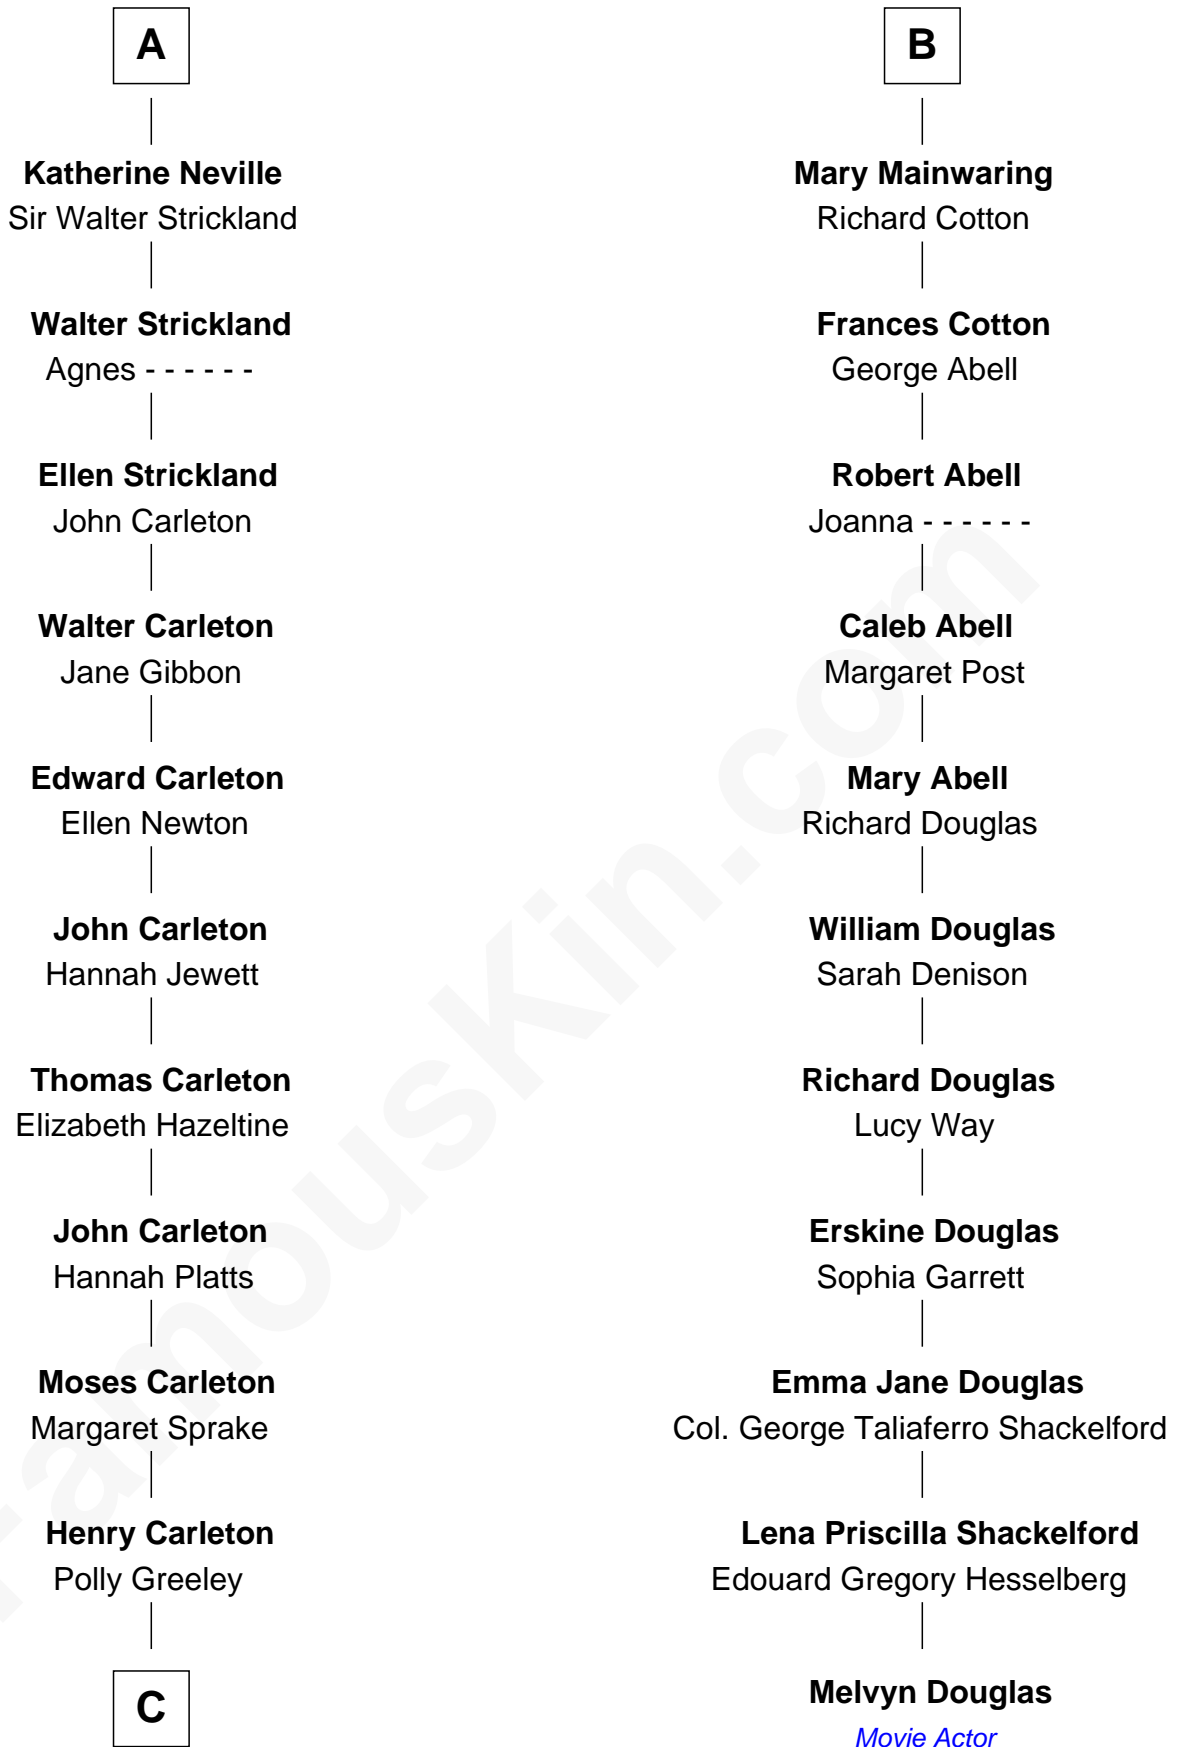 A
Katherine Neville
Sir Walter Strickland
Walter Strickland
Agnes - - - - - -
Ellen Strickland
John Carleton
Walter Carleton
Jane Gibbon
Edward Carleton
Ellen Newton
John Carleton
Hannah Jewett
Thomas Carleton
Elizabeth Hazeltine
John Carleton
Hannah Platts
Moses Carleton
Margaret Sprake
Henry Carleton
Polly Greeley
C
B
Mary Mainwaring
Richard Cotton
Frances Cotton
George Abell
Robert Abell
Joanna - - - - - -
Caleb Abell
Margaret Post
Mary Abell
Richard Douglas
William Douglas
Sarah Denison
Richard Douglas
Lucy Way
Erskine Douglas
Sophia Garrett
Emma Jane Douglas
Col. George Taliaferro Shackelford
Lena Priscilla Shackelford
Edouard Gregory Hesselberg
Melvyn Douglas
Movie Actor
FamousKin.com